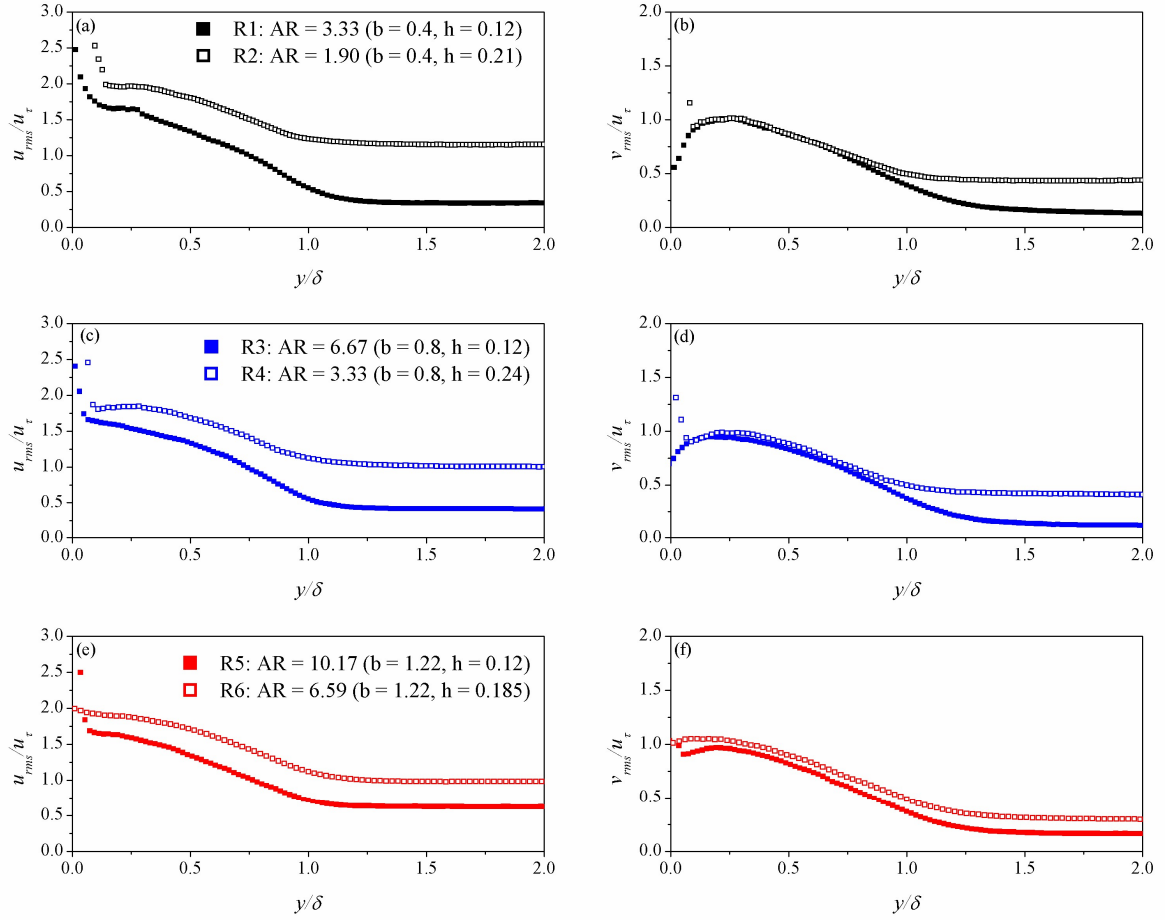 (a)
R1: AR = 3.33 (b = 0.4, h = 0.12)
R2: AR = 1.90 (b = 0.4, h = 0.21)
u_rms/u_τ
3.0
2.5
2.0
1.5
1.0
0.5
0.0
0.0 0.5 1.0 1.5 2.0
y/δ
(b)
v_rms/u_τ
2.0
1.5
1.0
0.5
0.0
0.0 0.5 1.0 1.5 2.0
y/δ
(c)
R3: AR = 6.67 (b = 0.8, h = 0.12)
R4: AR = 3.33 (b = 0.8, h = 0.24)
u_rms/u_τ
3.0
2.5
2.0
1.5
1.0
0.5
0.0
0.0 0.5 1.0 1.5 2.0
y/δ
(d)
v_rms/u_τ
2.0
1.5
1.0
0.5
0.0
0.0 0.5 1.0 1.5 2.0
y/δ
(e)
R5: AR = 10.17 (b = 1.22, h = 0.12)
R6: AR = 6.59 (b = 1.22, h = 0.185)
u_rms/u_τ
3.0
2.5
2.0
1.5
1.0
0.5
0.0
0.0 0.5 1.0 1.5 2.0
y/δ
(f)
v_rms/u_τ
2.0
1.5
1.0
0.5
0.0
0.0 0.5 1.0 1.5 2.0
y/δ